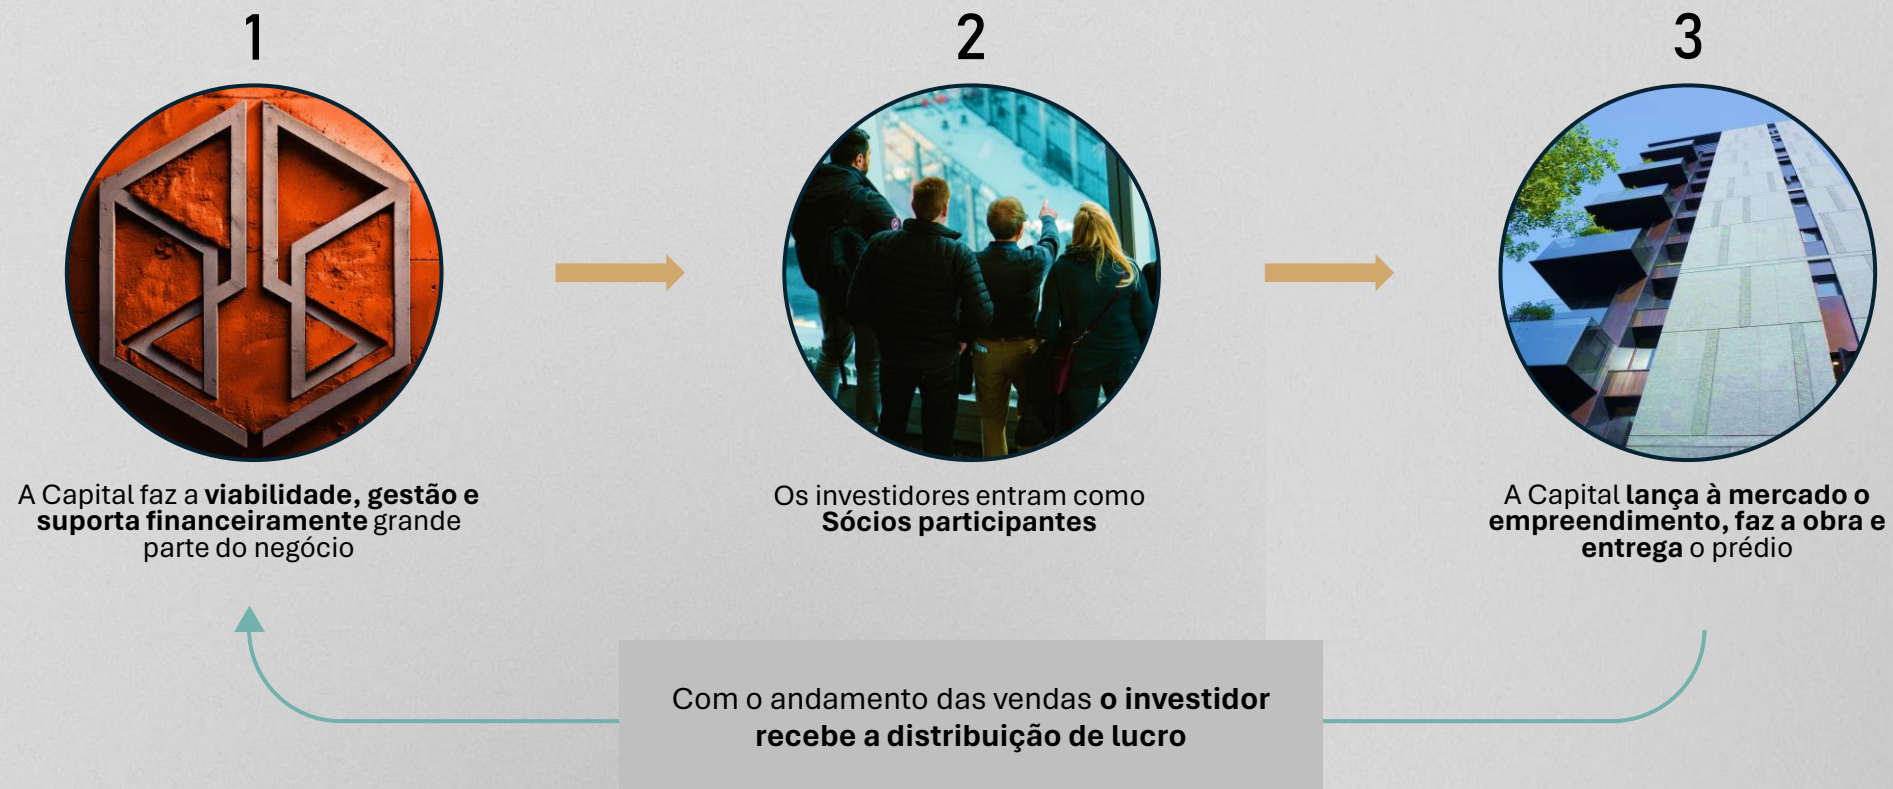 1
A Capital faz a viabilidade, gestão e
suporta financeiramente grande
parte do negócio
2
Os investidores entram como
Sócios participantes
3
A Capital lança à mercado o
empreendimento, faz a obra e
entrega o prédio
Com o andamento das vendas o investidor
recebe a distribuição de lucro